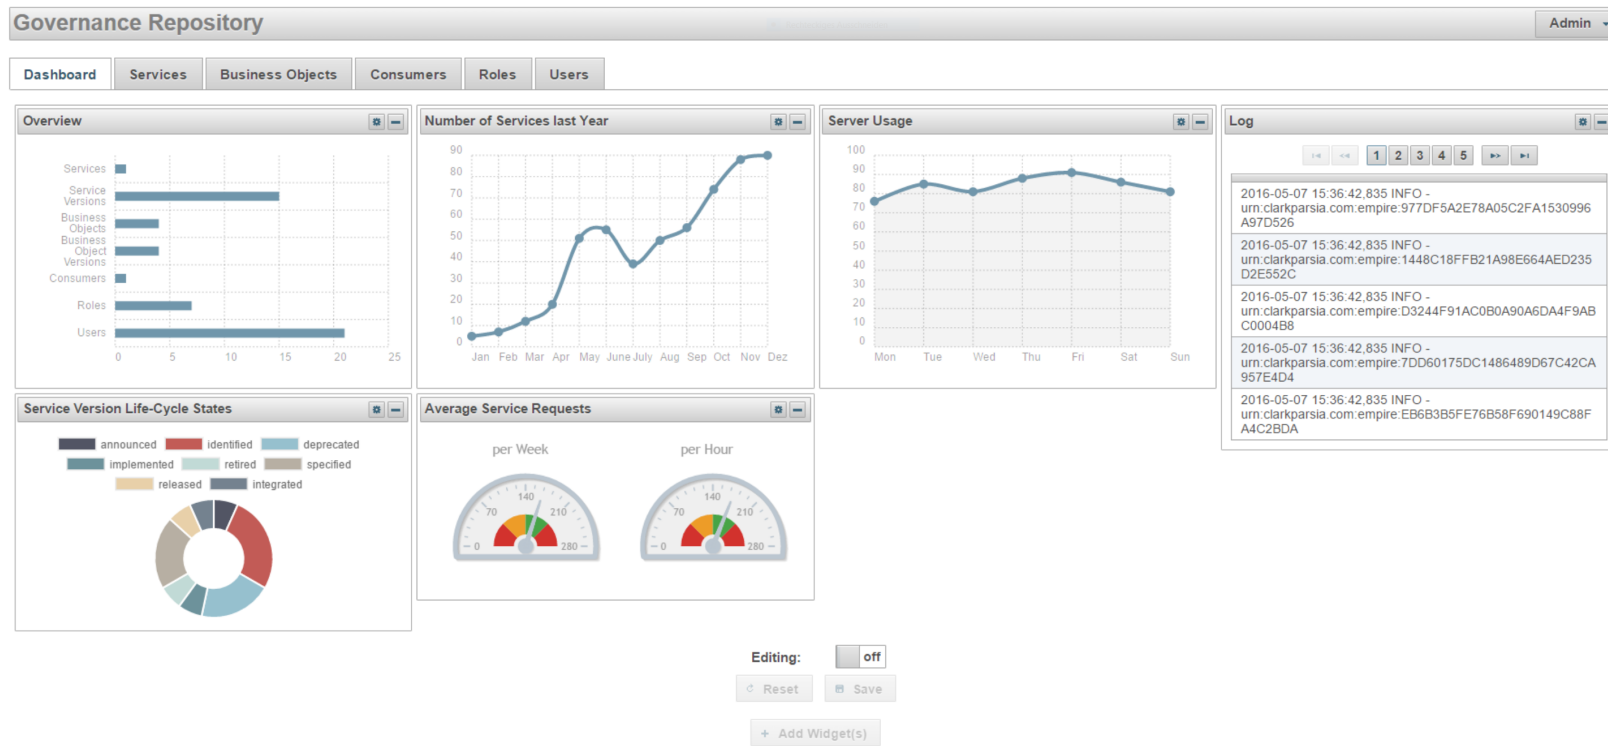 Governance Repository
Admin
Dashboard
Services
Business Objects
Consumers
Roles
Users
Overview
Services
Service
Versions
Business
Objects
Business
Object
Versions
Consumers
Roles
Users
0 5 10 15 20 25
Number of Services last Year
90
80
70
60
50
40
30
20
10
0
Jan Feb Mar Apr May June July Aug Sep Oct Nov Dez
Server Usage
100
90
80
70
60
50
40
30
20
10
0
Mon Tue Wed Thu Fri Sat Sun
Log
1 2 3 4 5
2016-05-07 15:36:42,835 INFO -
urn:clarkparsia.com:empire:977DF5A2E78A05C2FA1530996
A97D526
2016-05-07 15:36:42,835 INFO -
urn:clarkparsia.com:empire:1448C18FFB21A98E664AED235
D2E552C
2016-05-07 15:36:42,835 INFO -
urn:clarkparsia.com:empire:D3244F91AC0B0A90A6DA4F9AB
C0004B8
2016-05-07 15:36:42,835 INFO -
urn:clarkparsia.com:empire:7DD60175DC1486489D67C42CA
957E4D4
2016-05-07 15:36:42,835 INFO -
urn:clarkparsia.com:empire:EB6B3B5FE76B58F690149C88F
A4C2BDA
Service Version Life-Cycle States
announced identified deprecated
implemented retired specified
released integrated
Average Service Requests
per Week
0 70 140 210 280
per Hour
0 70 140 210 280
Editing: off
Reset Save
+ Add Widget(s)